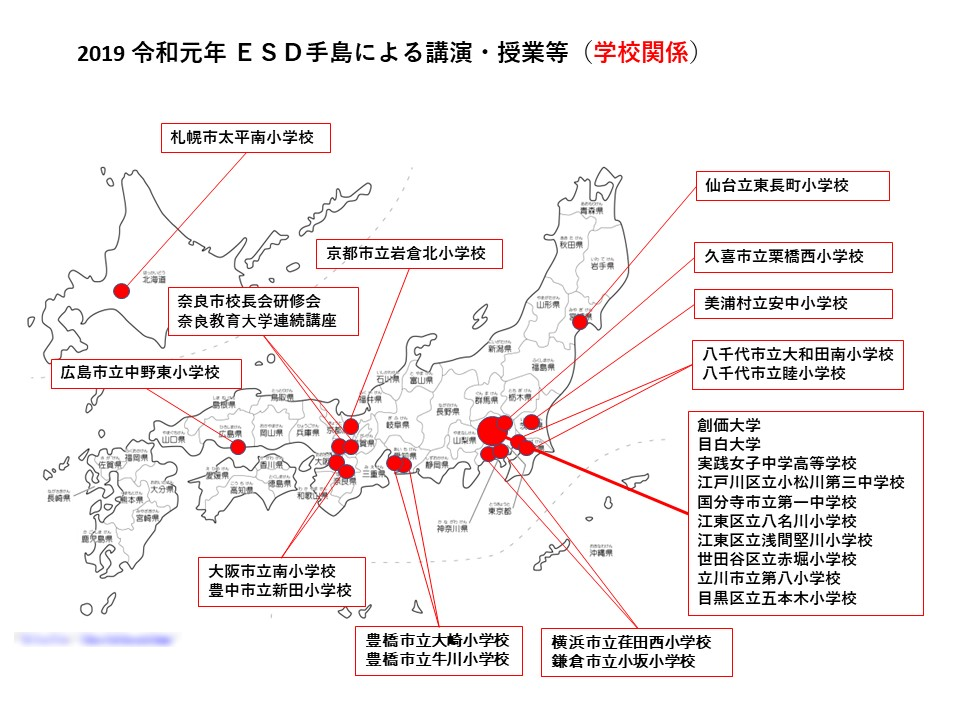 2019 令和元年 ＥＳＤ手島による講演・授業等（学校関係）
札幌市太平南小学校
仙台立東長町小学校
京都市立岩倉北小学校
久喜市立栗橋西小学校
奈良市校長会研修会
奈良教育大学連続講座
美浦村立安中小学校
広島市立中野東小学校
八千代市立大和田南小学校
八千代市立睦小学校
創価大学
目白大学
実践女子中学高等学校
江戸川区立小松川第三中学校
国分寺市立第一中学校
江東区立八名川小学校
江東区立浅間竪川小学校
世田谷区立赤堀小学校
立川市立第八小学校
目黒区立五本木小学校
大阪市立南小学校
豊中市立新田小学校
豊橋市立大崎小学校
豊橋市立牛川小学校
横浜市立荏田西小学校
鎌倉市立小坂小学校
北海道
青森県
秋田県
岩手県
山形県
新潟県
福島県
石川県
富山県
群馬県
栃木県
長野県
福井県
岐阜県
山梨県
静岡県
三重県
奈良県
和歌山県
兵庫県
鳥取県
岡山県
島根県
広島県
山口県
香川県
徳島県
愛媛県
高知県
福岡県
佐賀県
長崎県
大分県
熊本県
宮崎県
鹿児島県
神奈川県
東京都
沖縄県